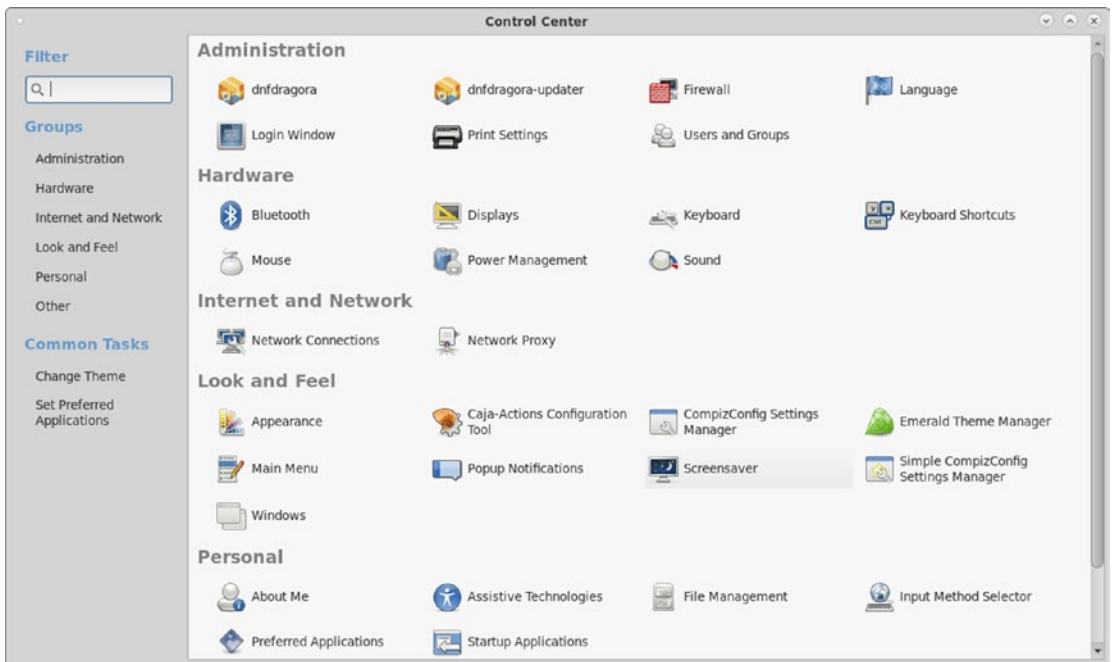 Control Center
Filter
Groups
Administration
Hardware
Internet and Network
Look and Feel
Personal
Other
Common Tasks
Change Theme
Set Preferred
Applications
Administration
dnfdragora
dnfdragora-updater
Firewall
Language
Login Window
Print Settings
Users and Groups
Hardware
Bluetooth
Displays
Keyboard
Keyboard Shortcuts
Mouse
Power Management
Sound
Internet and Network
Network Connections
Network Proxy
Look and Feel
Appearance
Caja-Actions Configuration
Tool
CompizConfig Settings
Manager
Emerald Theme Manager
Main Menu
Popup Notifications
Screensaver
Simple CompizConfig
Settings Manager
Windows
Personal
About Me
Assistive Technologies
File Management
Input Method Selector
Preferred Applications
Startup Applications